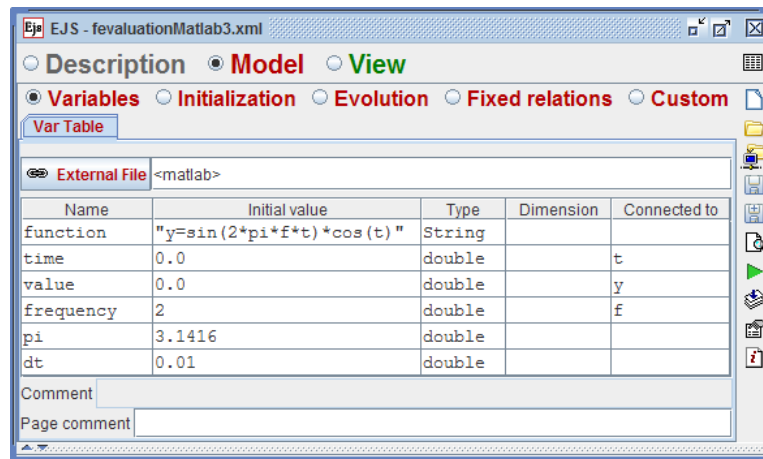 Ejs EJS - fevaluationMatlab3.xml
Description Model View
Variables Initialization Evolution Fixed relations Custom
Var Table
External File <matlab>
Name Initial value Type Dimension Connected to
function "y=sin(2*pi*f*t)*cos(t)" String
time 0.0 double t
value 0.0 double y
frequency 2 double f
pi 3.1416 double
dt 0.01 double
Comment
Page comment